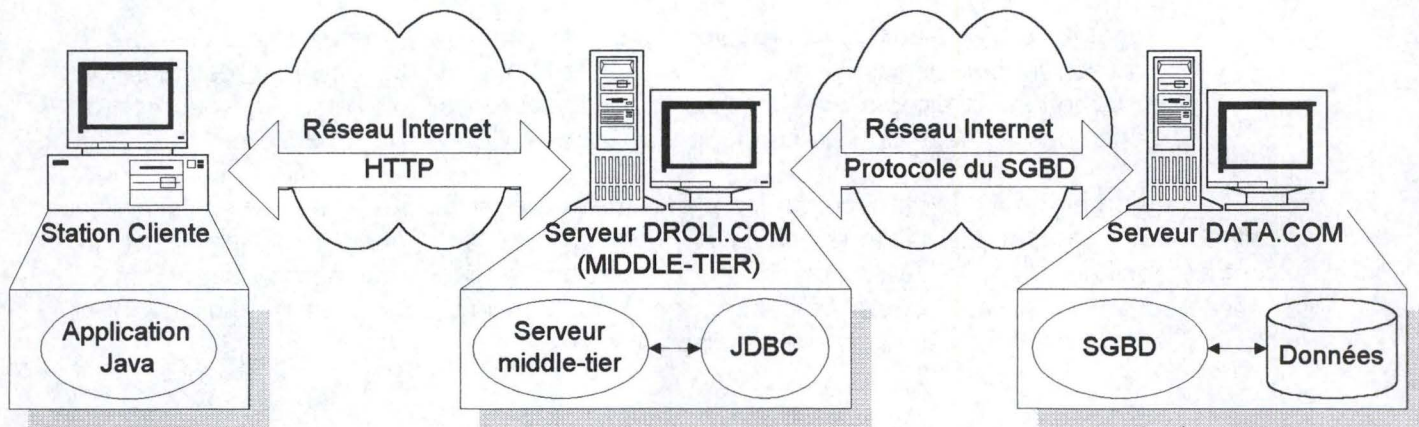 Réseau Internet
HTTP
Réseau Internet
Protocole du SGBD
Station Cliente
Serveur DROLI.COM
(MIDDLE-TIER)
Serveur DATA.COM
Application
Java
Serveur
middle-tier
JDBC
SGBD
Données